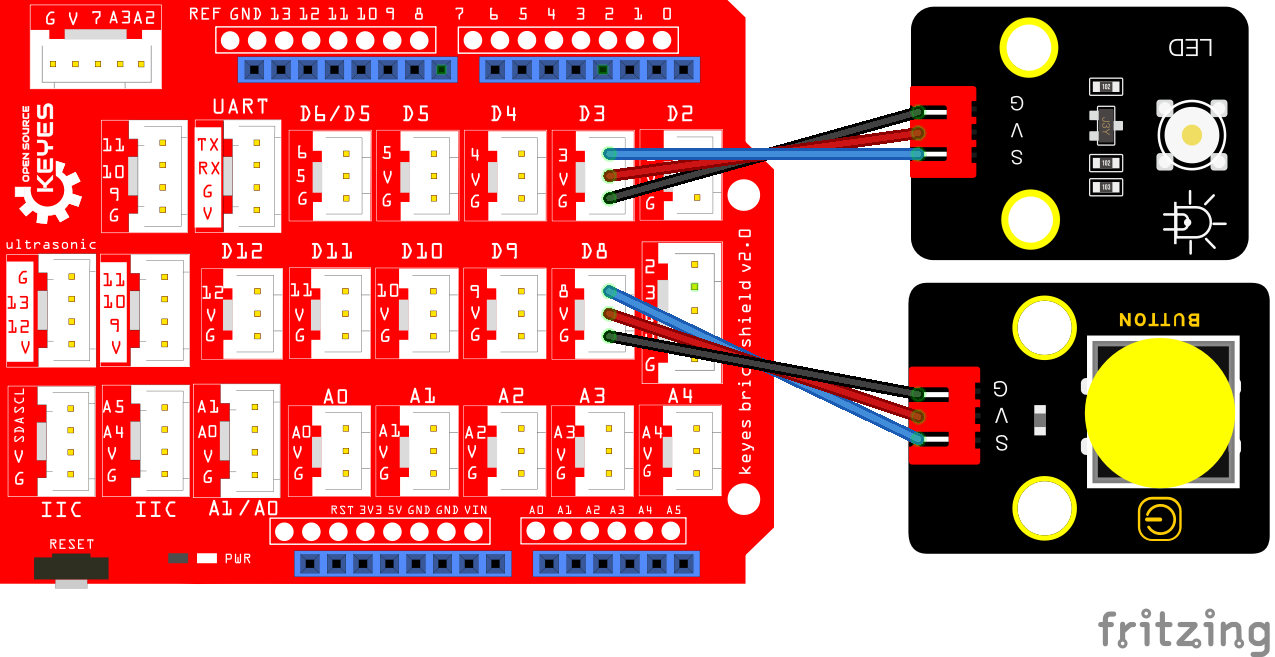 G V 7 A3 A2
REF GND 13 12 11 10 9 8 7 6 5 4 3 2 1 0
OPEN SOURCE
KEYES
UART
D6/D5
D5
D4
D3
D2
11
10
9
G
TX
RX
G
V
6
5
G
5
V
G
4
V
G
3
V
G
G
ultrasonic
D12
D11
D10
D9
D8
G
13
12
V
11
10
9
V
12
V
G
11
V
G
10
V
G
9
V
G
8
V
G
2
3
G
keyes brick shield v2.0
A0
A1
A2
A3
A4
SCL
SDA
V
G
A5
A4
V
G
A1
A0
V
G
A0
V
G
A1
V
G
A2
V
G
A3
V
G
A4
V
G
IIC
IIC
A1/A0
RST 3V3 5V GND GND VIN
A0 A1 A2 A3 A4 A5
RESET
PWR
LED
G
V
S
102
J3Y
102
103
BUTTON
G
V
S
fritzing